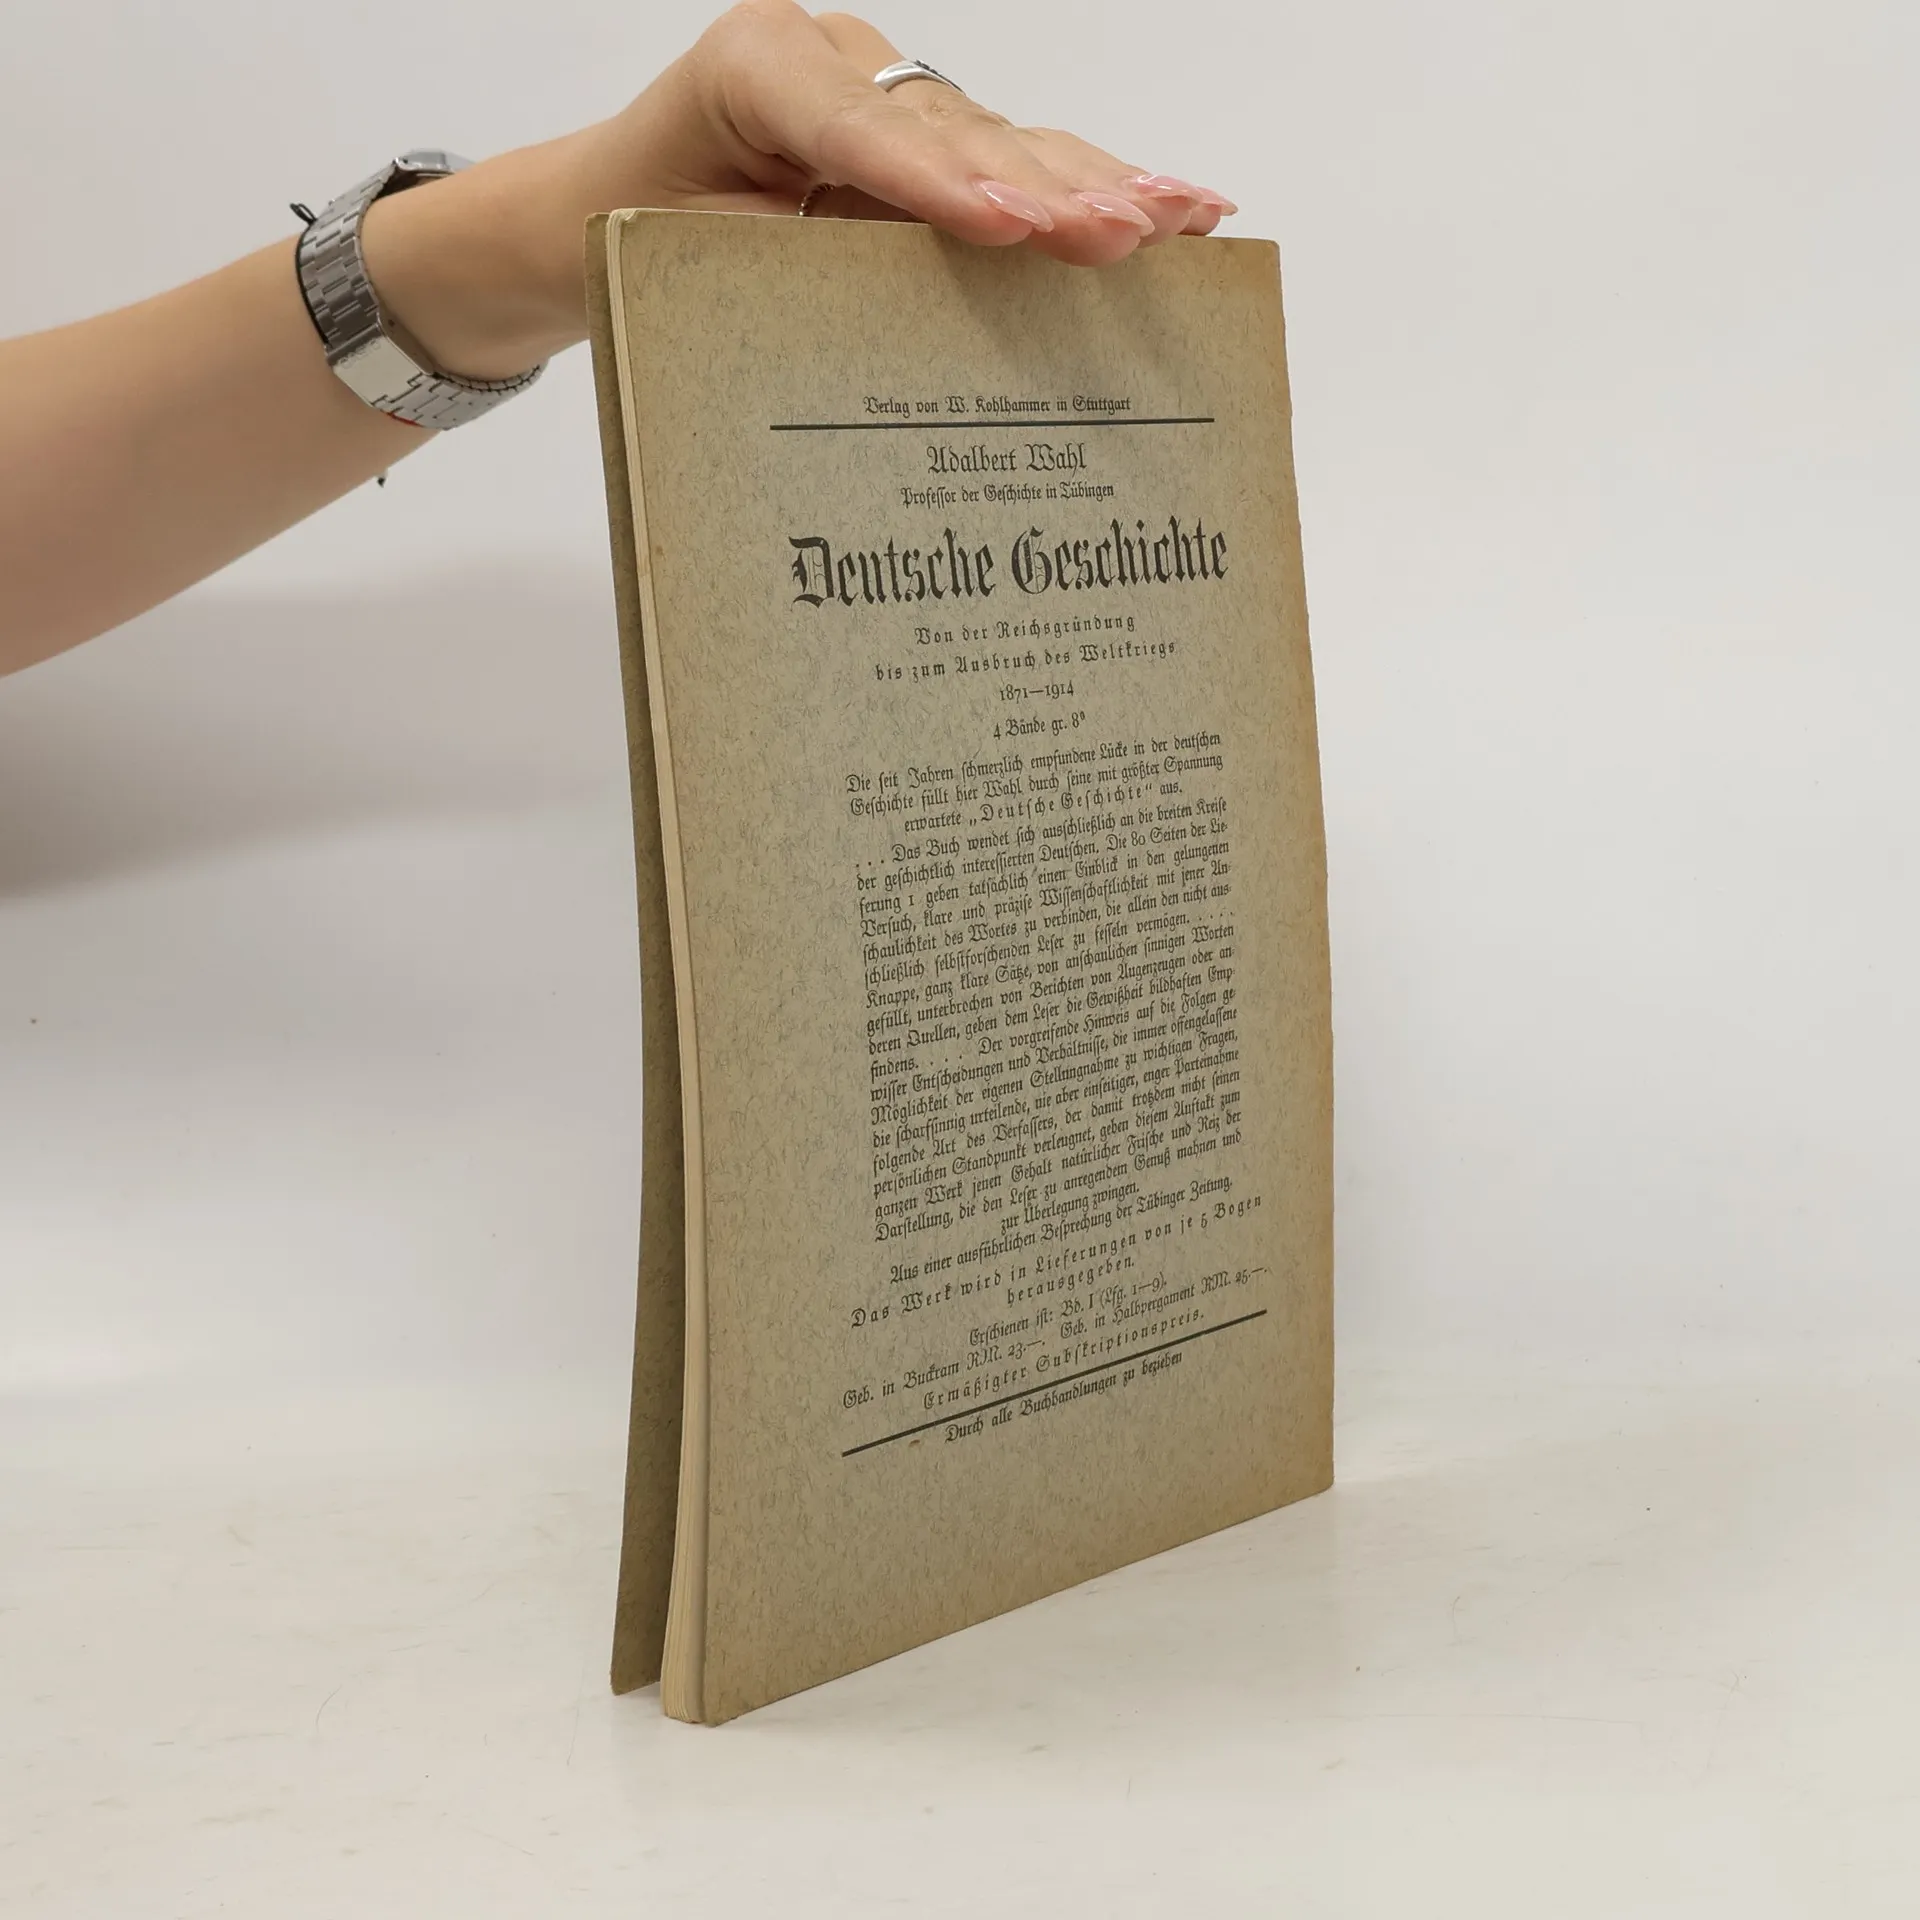 Verlag von W. Kohlhammer in Stuttgart
Adalbert Wahl
Professor der Geschichte in Tübingen
Deutsche Geschichte
Von der Reichsgründung
bis zum Ausbruch des Weltkriegs
1871—1914
4 Bände gr. 8°
Die seit Jahren schmerzlich empfundene Lücke in der deutschen
Geschichte füllt hier Wahl durch seine mit größter Spannung
erwartete „Deutsche Geschichte“ aus.
. . . Das Buch wendet sich ausschließlich an die breiten Kreise
der geschichtlich interessierten Deutschen. Die 80 Seiten der Lie-
ferung 1 geben tatsächlich einen Einblick in den gelungenen
Versuch, klare und präzise Wissenschaftlichkeit mit jener An-
schaulichkeit des Wortes zu verbinden, die allein den nicht aus-
schließlich selbstforschenden Leser zu fesseln vermögen. . . . .
Knappe, ganz klare Sätze, von anschaulichen sinnigen Worten
gefüllt, unterbrochen von Berichten von Augenzeugen oder an-
deren Quellen, geben dem Leser die Gewißheit bildhaften Emp-
findens. . . . . Der vorgreifende Hinweis auf die Folgen ge-
wisser Entscheidungen und Verhältnisse, die immer offengelassene
Möglichkeit der eigenen Stellungnahme zu wichtigen Fragen,
die scharfsinnig urteilende, nie aber einseitiger, enger Parteinahme
folgende Art des Verfassers, der damit trotzdem nicht seinen
persönlichen Standpunkt verleugnet, geben diesem Auftakt zum
ganzen Werk jenen Gehalt natürlicher Frische und Reiz der
Darstellung, die den Leser zu anregendem Genuß mahnen und
zur Überlegung zwingen.
Aus einer ausführlichen Besprechung der Tübinger Zeitung.
Das Werk wird in Lieferungen von je 5 Bogen
herausgegeben.
Erschienen ist: Bd. I (Lfg. 1—9).
Geb. in Buckram RM. 23.—. Geb. in Halbpergament RM. 25.—.
Ermäßigter Subskriptionspreis.
Durch alle Buchhandlungen zu beziehen